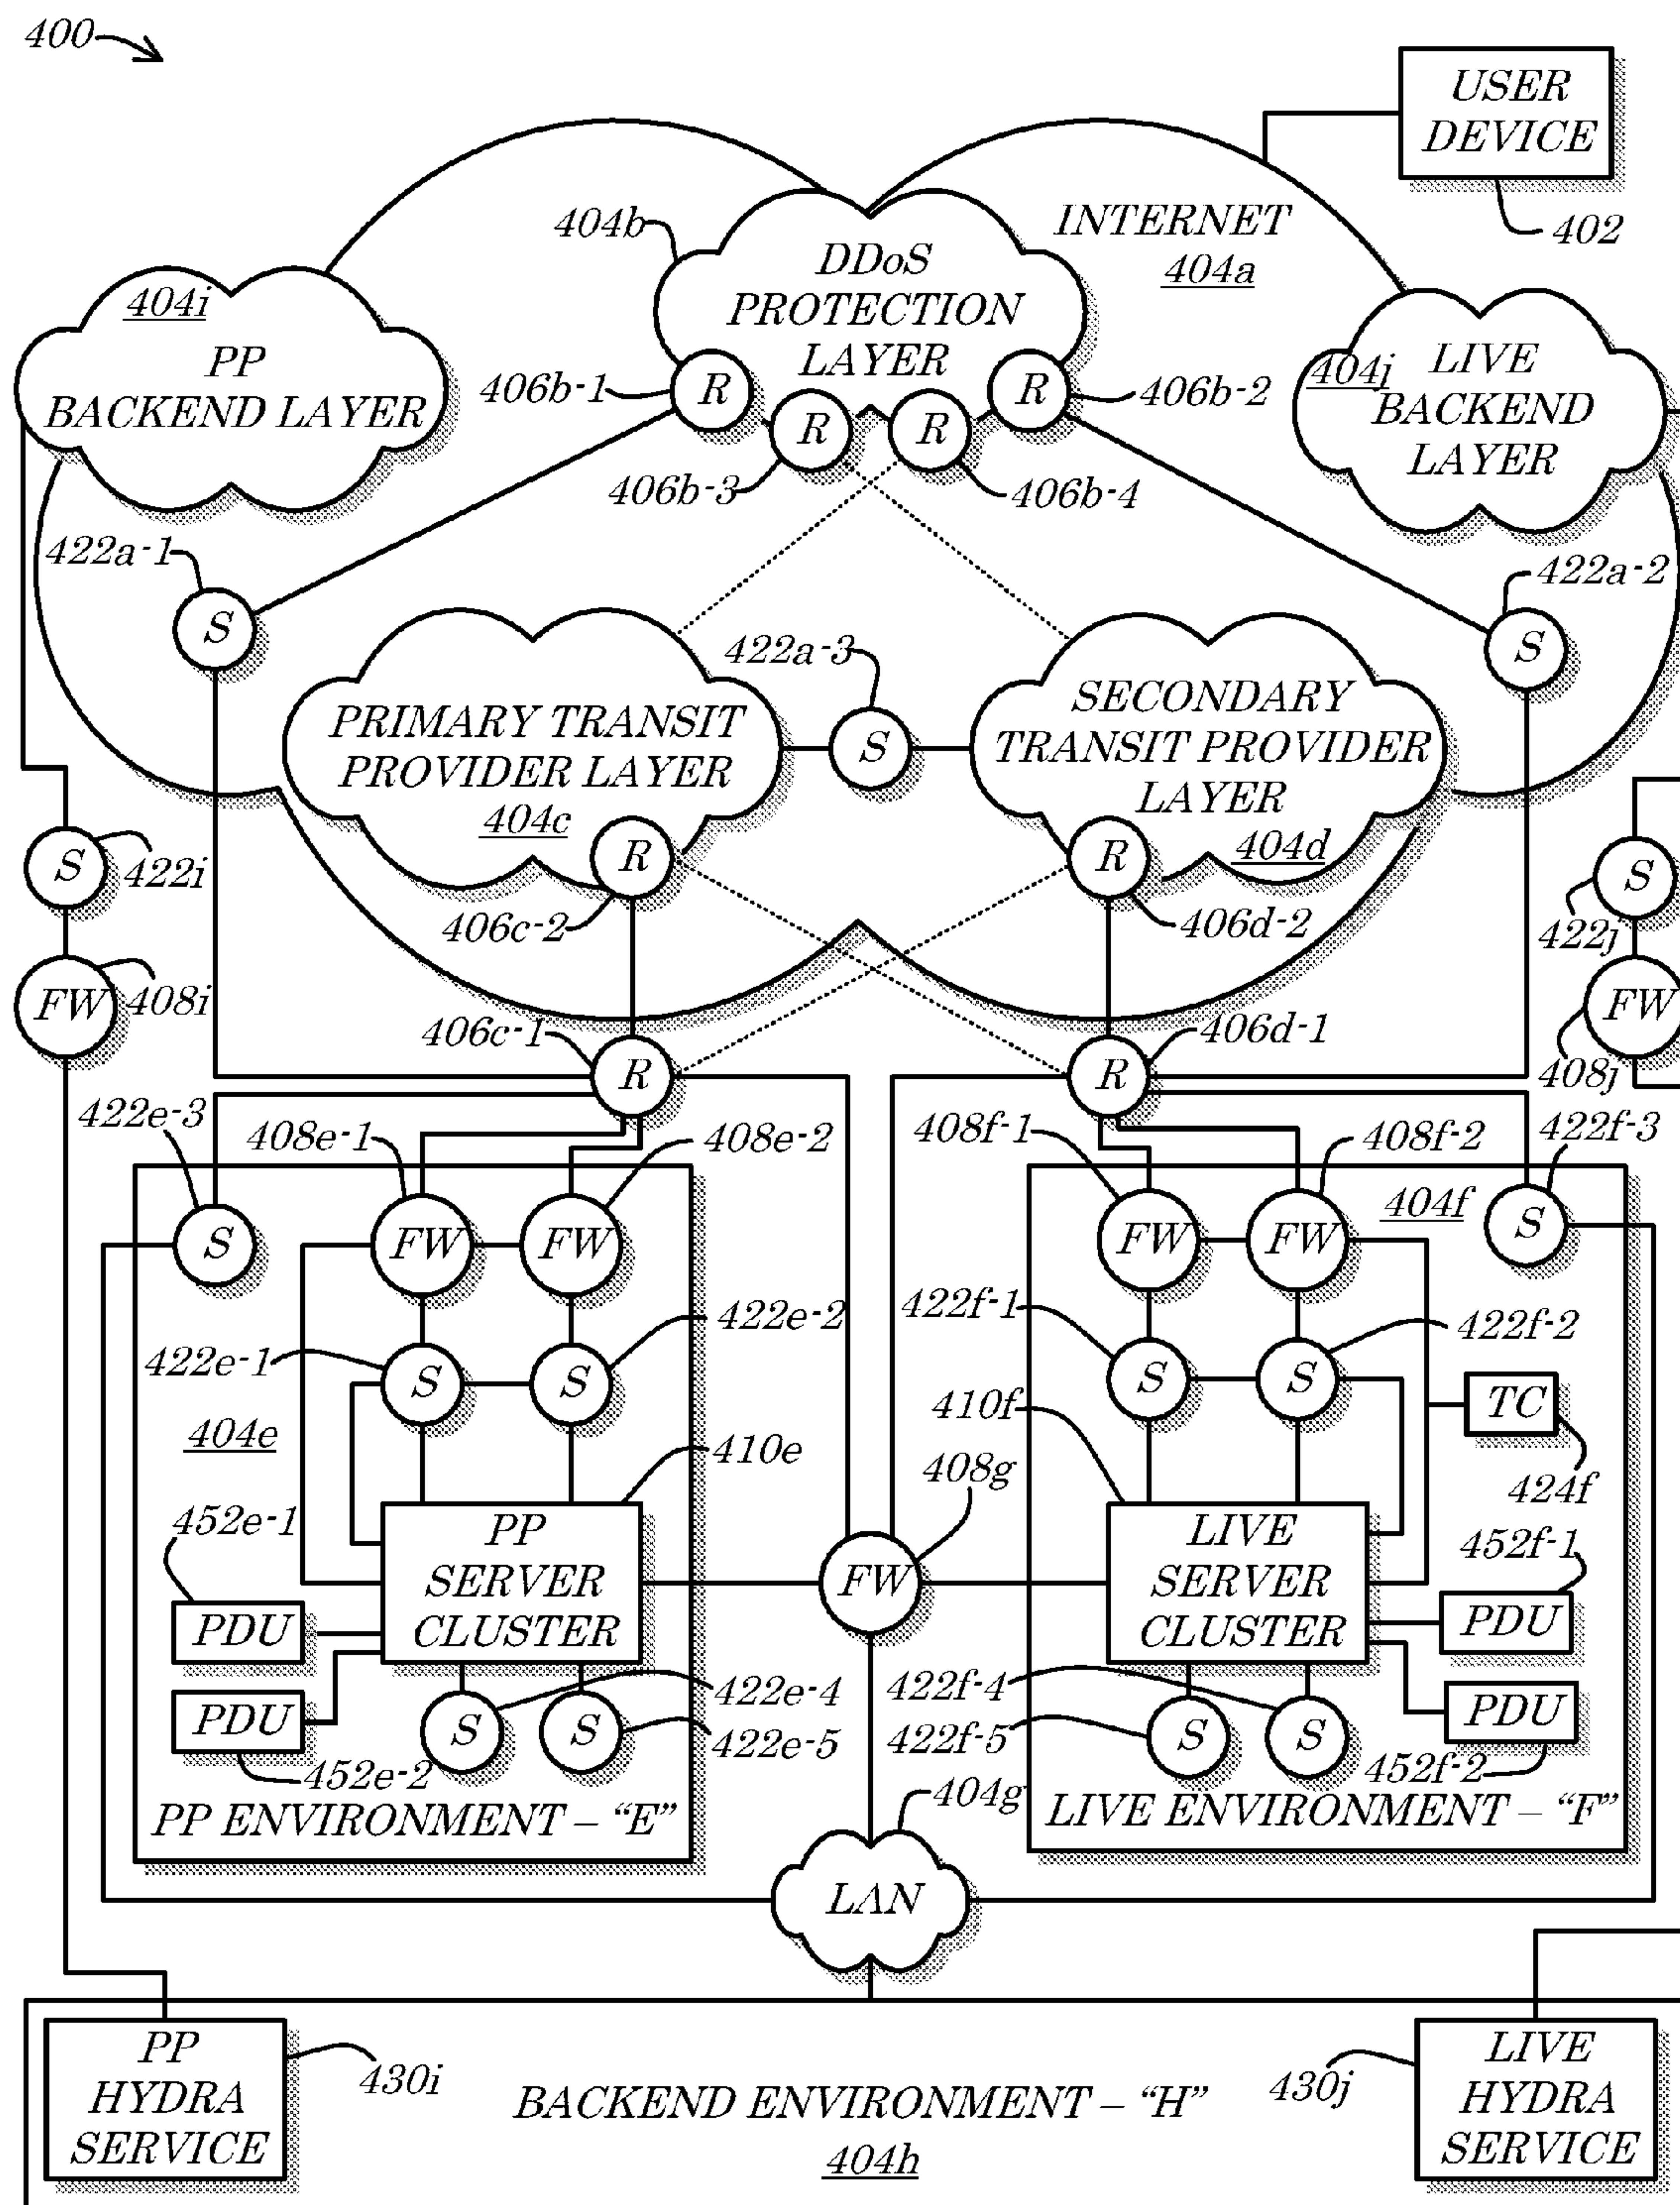 400
USER
DEVICE
402
404b
INTERNET
404a
DDoS
PROTECTION
LAYER
404i
PP
BACKEND LAYER
404j
LIVE
BACKEND
LAYER
406b-1
R
R
406b-2
R
R
406b-3
406b-4
422a-1
S
422a-2
S
422a-3
S
PRIMARY TRANSIT
PROVIDER LAYER
404c
SECONDARY
TRANSIT PROVIDER
LAYER
404d
R
R
406c-2
406d-2
S
422i
S
422j
FW
408i
FW
408j
406c-1
R
406d-1
R
422e-3
408e-1
408e-2
408f-1
408f-2
422f-3
404f
S
FW
FW
FW
FW
S
422e-2
422f-1
422f-2
422e-1
S
S
S
S
TC
424f
404e
410e
410f
408g
452e-1
PP
SERVER
CLUSTER
FW
LIVE
SERVER
CLUSTER
452f-1
PDU
PDU
PDU
PDU
422e-4
422f-4
S
S
422e-5
422f-5
S
S
452e-2
452f-2
PP ENVIRONMENT – “E”
404g
LIVE ENVIRONMENT – “F”
LAN
PP
HYDRA
SERVICE
430i
BACKEND ENVIRONMENT – “H”
404h
430j
LIVE
HYDRA
SERVICE